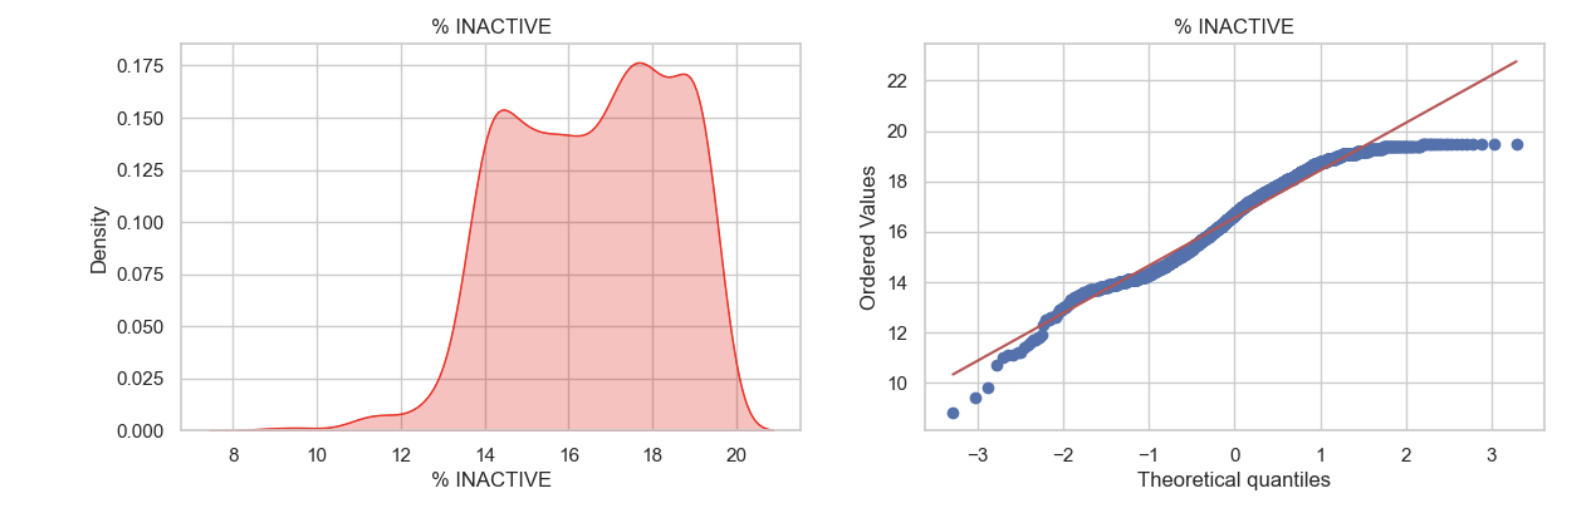 % INACTIVE
0.175
0.150
0.125
0.100
0.075
0.050
0.025
0.000
Density
8 10 12 14 16 18 20
% INACTIVE
% INACTIVE
22
20
18
16
14
12
10
Ordered Values
−3 −2 −1 0 1 2 3
Theoretical quantiles